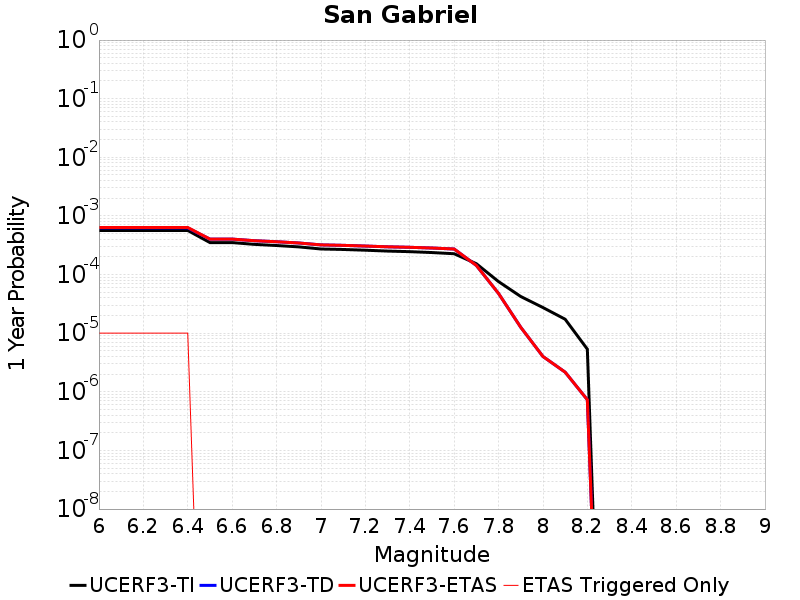 San Gabriel
10^0
10^-1
10^-2
10^-3
10^-4
10^-5
10^-6
10^-7
10^-8
1 Year Probability
6 6.2 6.4 6.6 6.8 7 7.2 7.4 7.6 7.8 8 8.2 8.4 8.6 8.8 9
Magnitude
UCERF3-TI UCERF3-TD UCERF3-ETAS ETAS Triggered Only